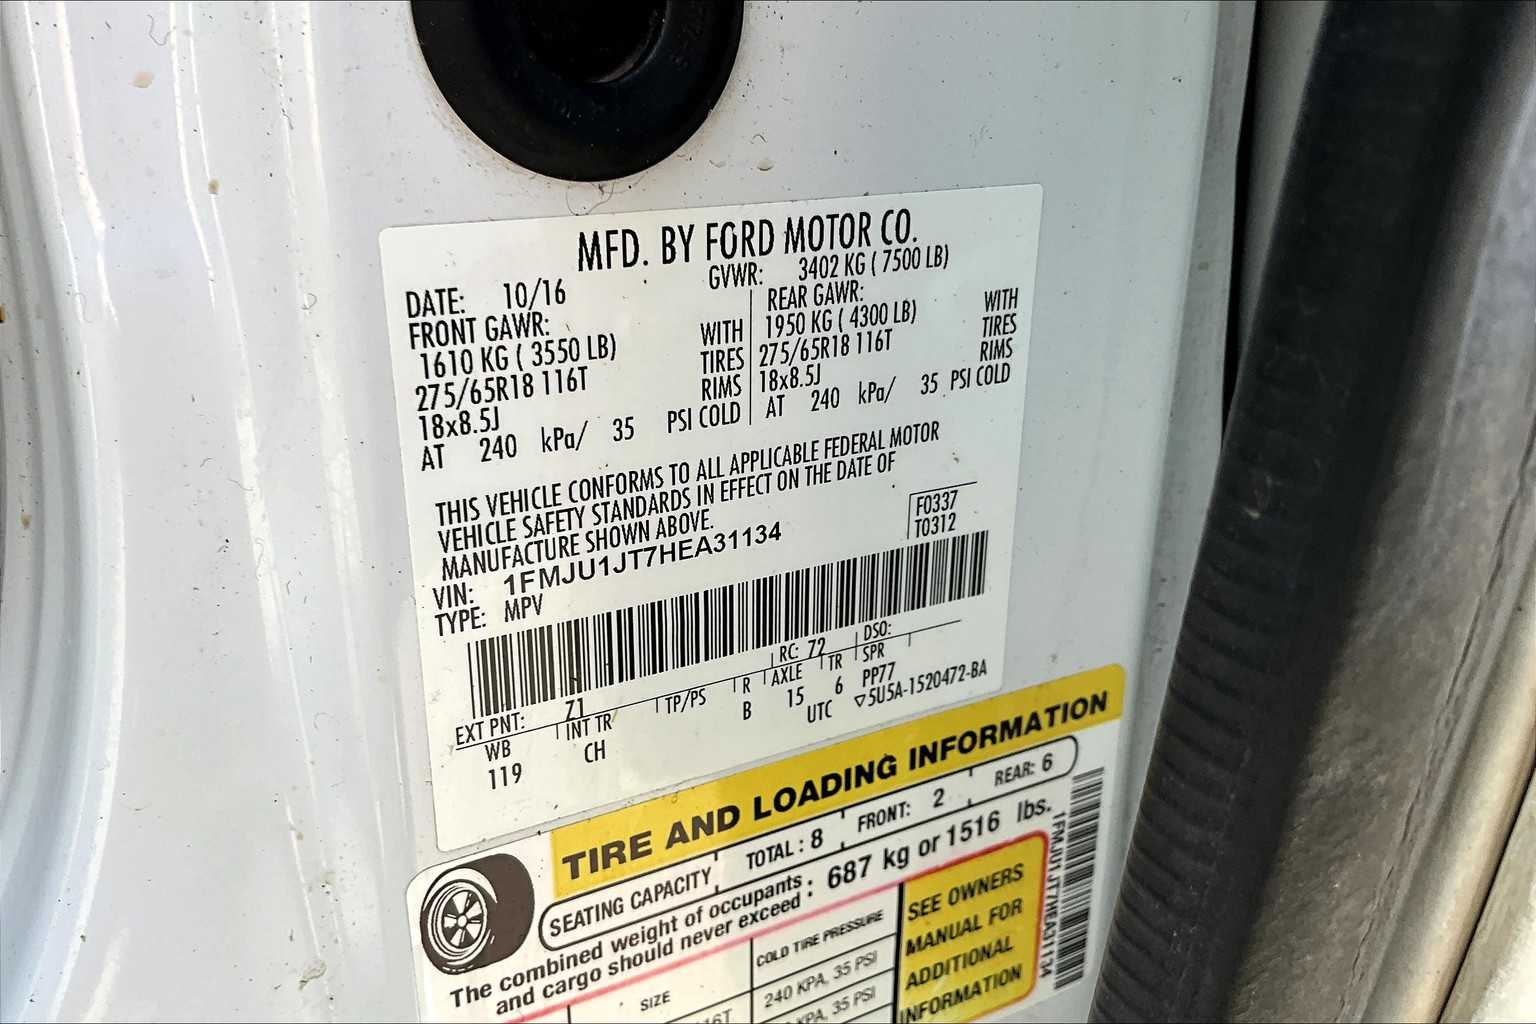 MFD. BY FORD MOTOR CO.
DATE: 10/16 GVWR: 3402 KG ( 7500 LB)
FRONT GAWR: REAR GAWR:
1610 KG ( 3550 LB) WITH 1950 KG ( 4300 LB) WITH
275/65R18 116T TIRES 275/65R18 116T TIRES
18x8.5J RIMS 18x8.5J RIMS
AT 240 kPa/ 35 PSI COLD AT 240 kPa/ 35 PSI COLD
THIS VEHICLE CONFORMS TO ALL APPLICABLE FEDERAL MOTOR
VEHICLE SAFETY STANDARDS IN EFFECT ON THE DATE OF
MANUFACTURE SHOWN ABOVE.
F0337
T0312
VIN: 1FMJU1JT7HEA31134
TYPE: MPV
EXT PNT: Z1 RC: 72 DSO:
WB INT TR TP/PS R AXLE TR SPR
119 CH B 15 6 PP77
UTC ▽5U5A-1520472-BA
TIRE AND LOADING INFORMATION
SEATING CAPACITY TOTAL : 8 FRONT: 2 REAR: 6
The combined weight of occupants and cargo should never exceed : 687 kg or 1516 lbs.
SIZE COLD TIRE PRESSURE
240 KPA, 35 PSI
KPA, 35 PSI
SEE OWNERS
MANUAL FOR
ADDITIONAL
INFORMATION
1FMJU1JT7HEA31134